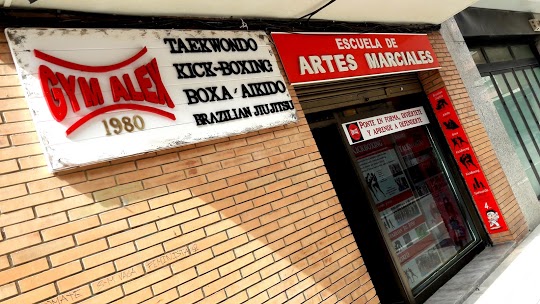 GYM ALEX
1980
TAEKWONDO
KICK-BOXING
BOXA / AIKIDO
BRAZILIAN JIUJITSU
ESCUELA DE
ARTES MARCIALES
PONTE EN FORMA, DIVIÉRTETE
Y APRENDE A DEFENDERTE